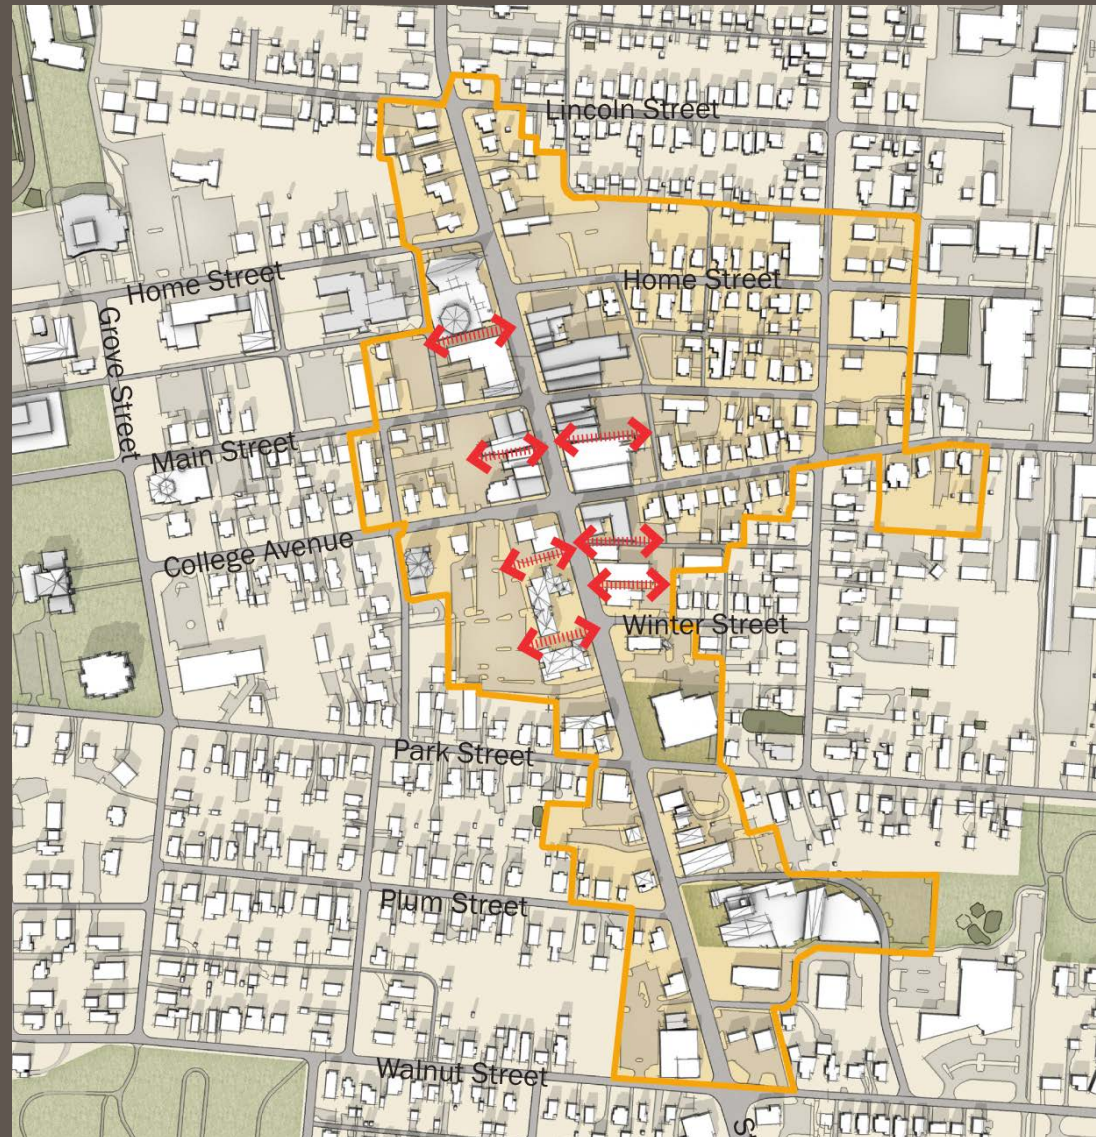 Lincoln Street
Home Street
Home Street
Grove Street
Main Street
College Avenue
Winter Street
Park Street
Plum Street
Walnut Street